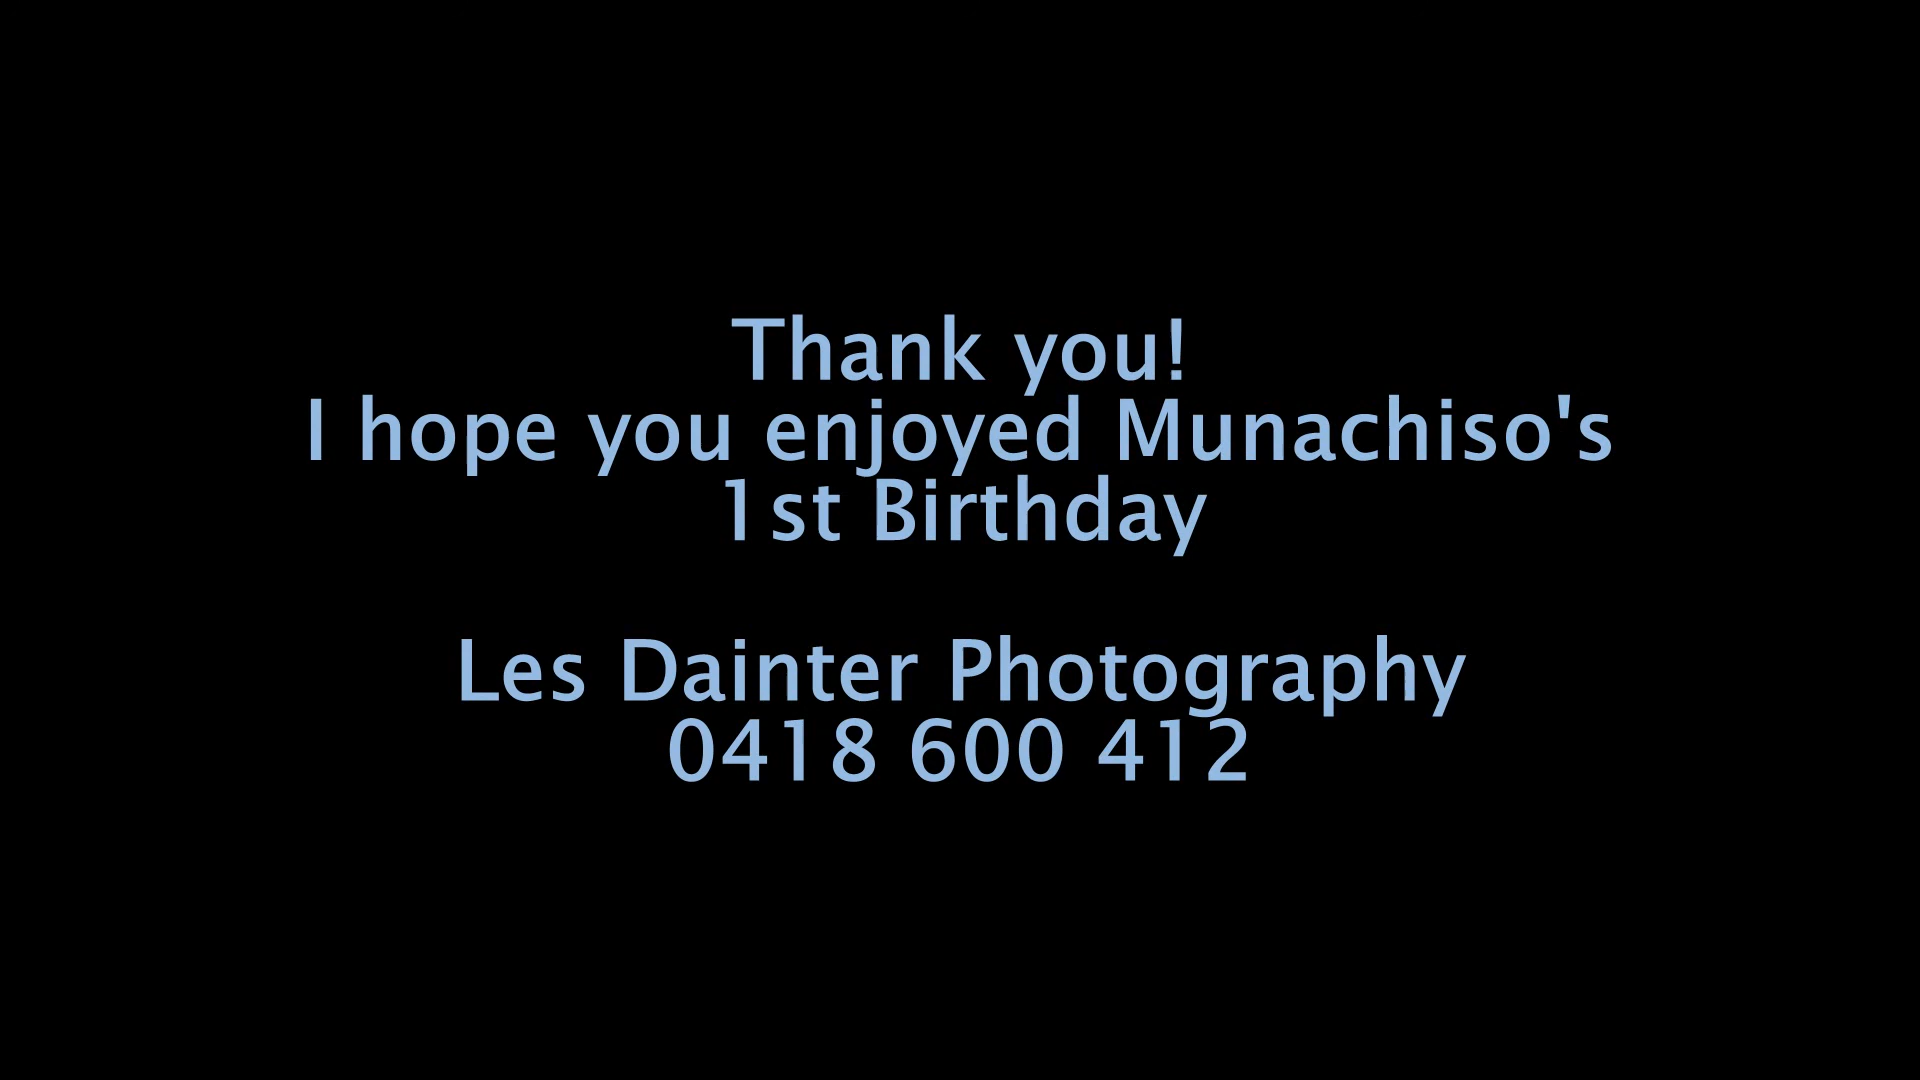 Thank you!
I hope you enjoyed Munachiso's
1st Birthday
Les Dainter Photography
0418 600 412